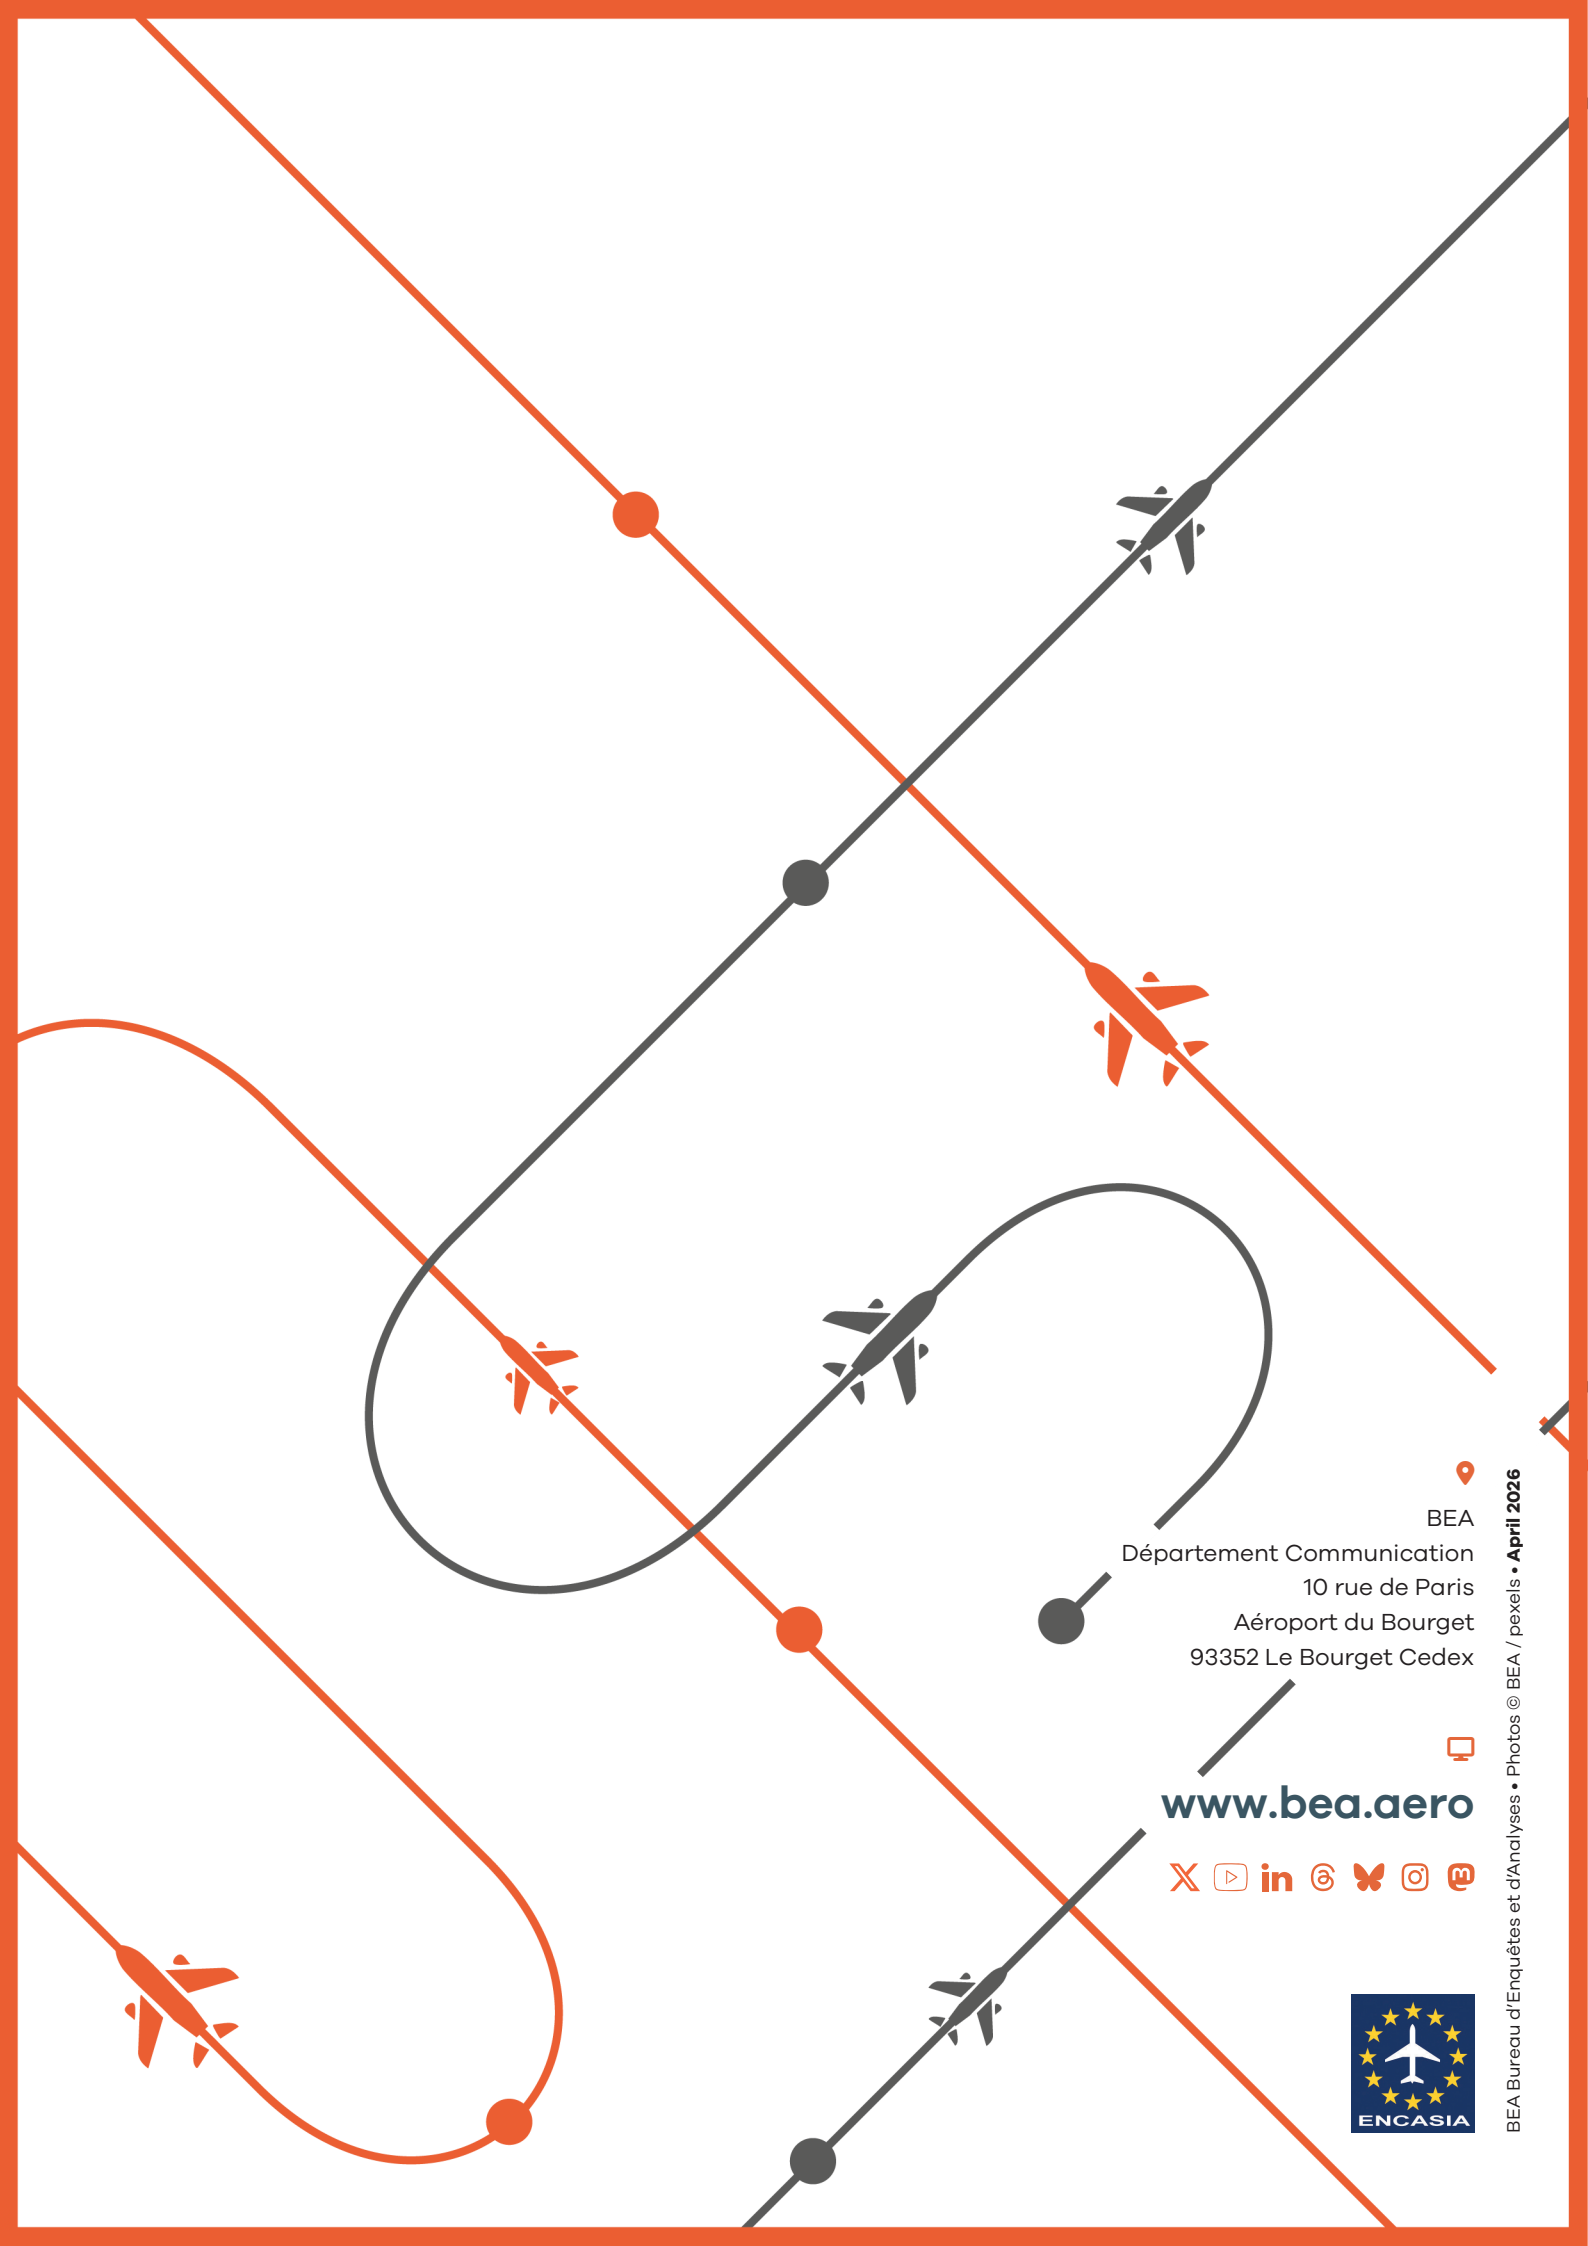 BEA
Département Communication
10 rue de Paris
Aéroport du Bourget
93352 Le Bourget Cedex
www.bea.aero
ENCASIA
BEA Bureau d'Enquêtes et d'Analyses • Photos © BEA / pexels • April 2026